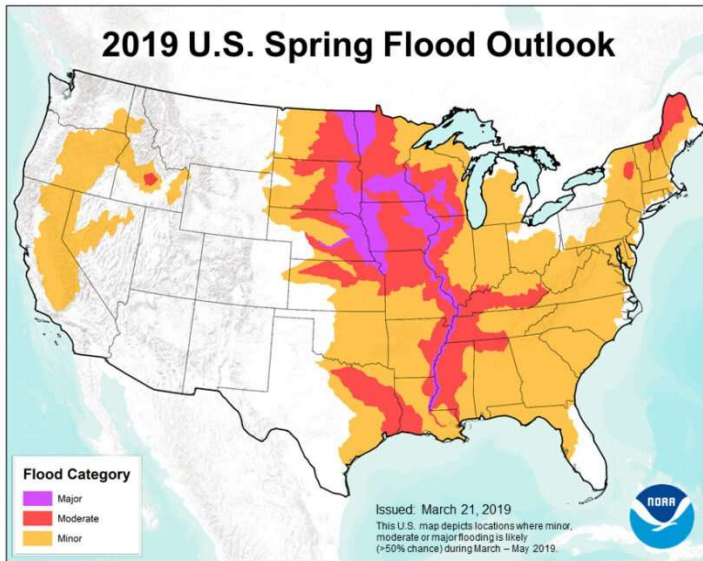 2019 U.S. Spring Flood Outlook
Flood Category
Major
Moderate
Minor
Issued: March 21, 2019
This U.S. map depicts locations where minor,
moderate or major flooding is likely
(>50% chance) during March – May 2019.
NOAA